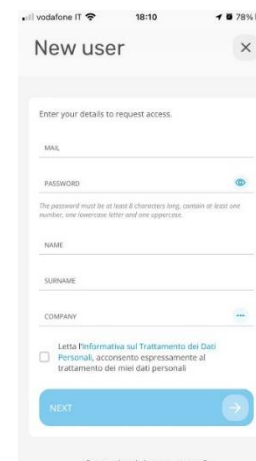 vodafone IT 18:10 78%
New user
Enter your details to request access.
MAIL
PASSWORD
The password must be at least 8 characters long, contain at least one
number, one lowercase letter and one uppercase.
NAME
SURNAME
COMPANY
Letta l'Informativa sul Trattamento dei Dati
Personali, acconsento espressamente al
trattamento dei miei dati personali
NEXT